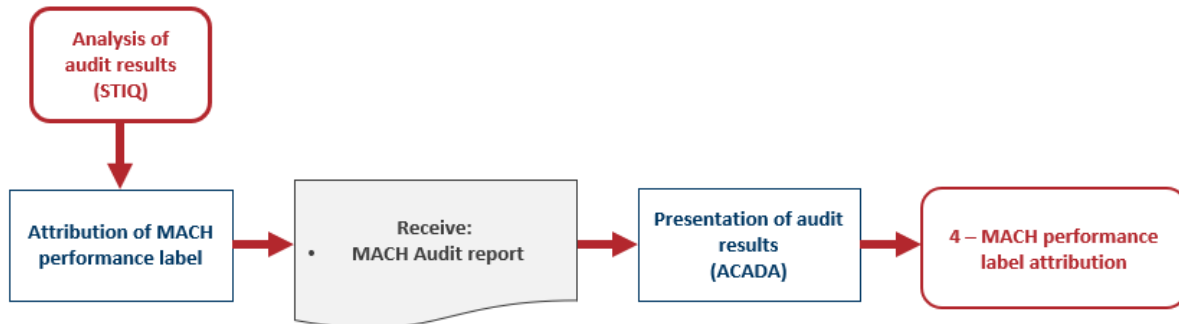 Analysis of
audit results
(STIQ)
Attribution of MACH
performance label
Receive:
• MACH Audit report
Presentation of audit
results
(ACADA)
4 – MACH performance
label attribution